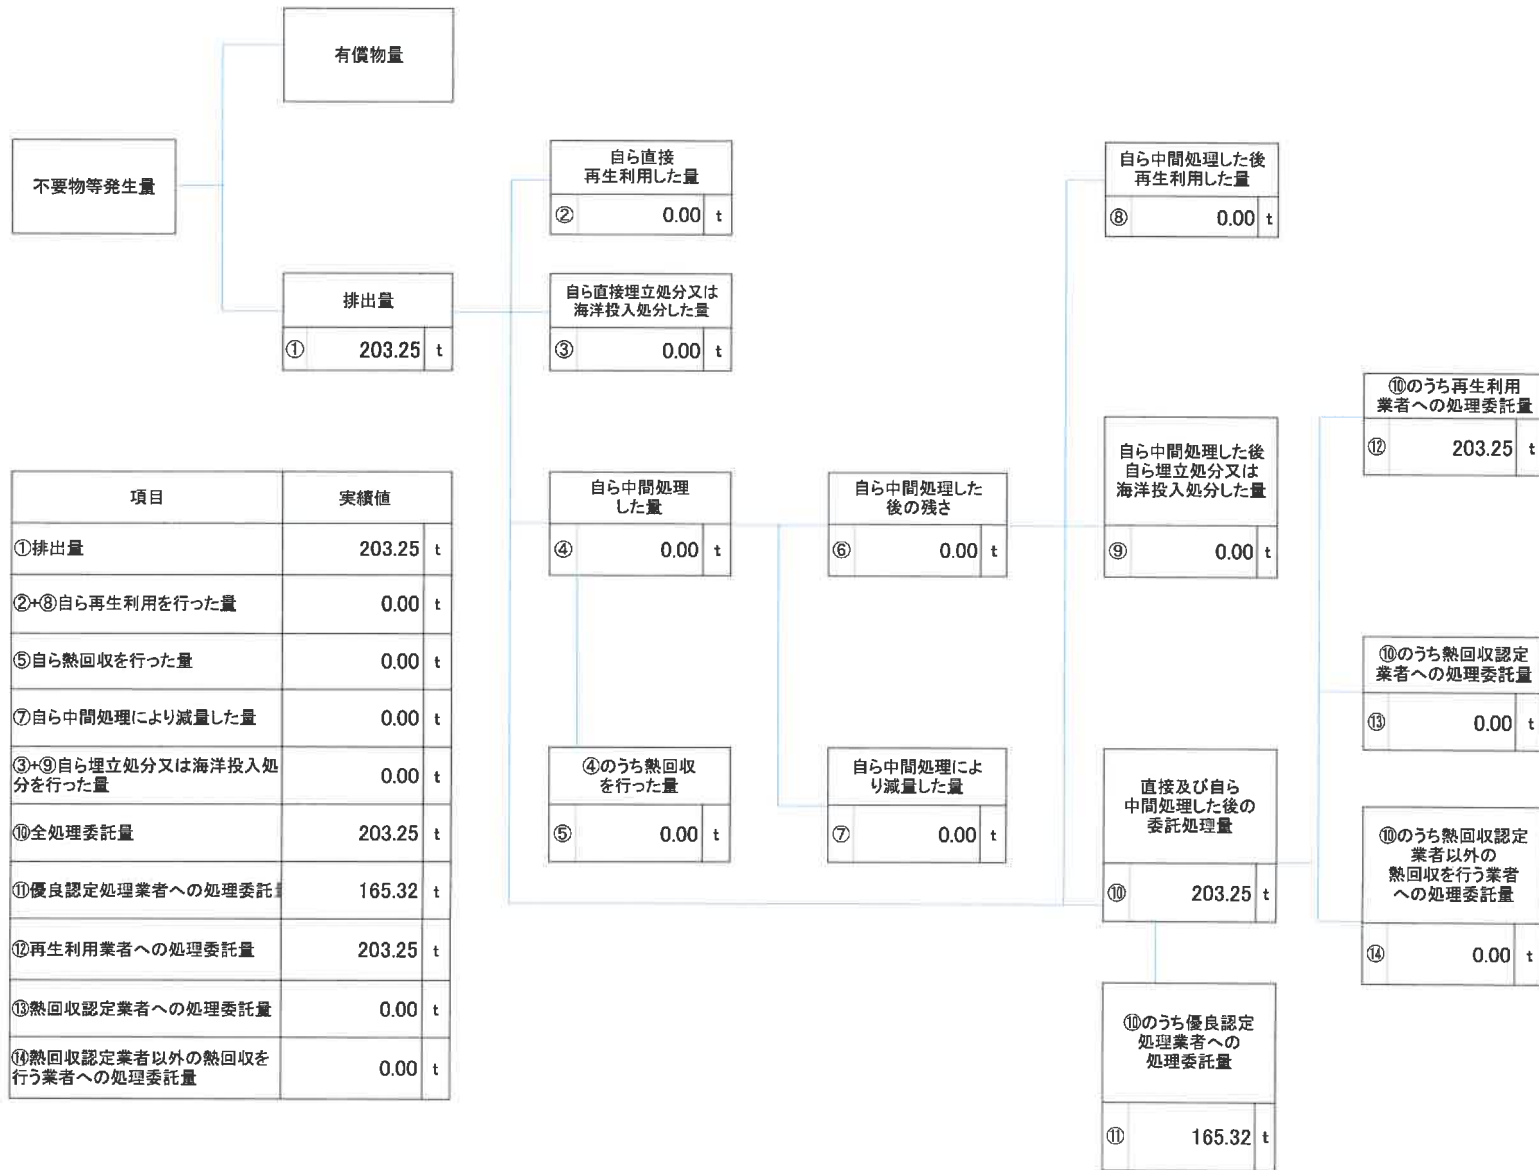 有償物量
不要物等発生量
排出量
① 203.25 t
自ら直接
再生利用した量
② 0.00 t
自ら直接埋立処分又は
海洋投入処分した量
③ 0.00 t
自ら中間処理
した量
④ 0.00 t
④のうち熱回収
を行った量
⑤ 0.00 t
自ら中間処理した
後の残さ
⑥ 0.00 t
自ら中間処理によ
り減量した量
⑦ 0.00 t
自ら中間処理した後
再生利用した量
⑧ 0.00 t
自ら中間処理した後
自ら埋立処分又は
海洋投入処分した量
⑨ 0.00 t
直接及び自ら
中間処理した後の
委託処理量
⑩ 203.25 t
⑩のうち優良認定
処理業者への
処理委託量
⑪ 165.32 t
⑩のうち再生利用
業者への処理委託量
⑫ 203.25 t
⑩のうち熱回収認定
業者への処理委託量
⑬ 0.00 t
⑩のうち熱回収認定
業者以外の
熱回収を行う業者
への処理委託量
⑭ 0.00 t
項目 実績値
①排出量 203.25 t
②+⑧自ら再生利用を行った量 0.00 t
⑤自ら熱回収を行った量 0.00 t
⑦自ら中間処理により減量した量 0.00 t
③+⑨自ら埋立処分又は海洋投入処
分を行った量 0.00 t
⑩全処理委託量 203.25 t
⑪優良認定処理業者への処理委託 165.32 t
⑫再生利用業者への処理委託量 203.25 t
⑬熱回収認定業者への処理委託量 0.00 t
⑭熱回収認定業者以外の熱回収を
行う業者への処理委託量 0.00 t